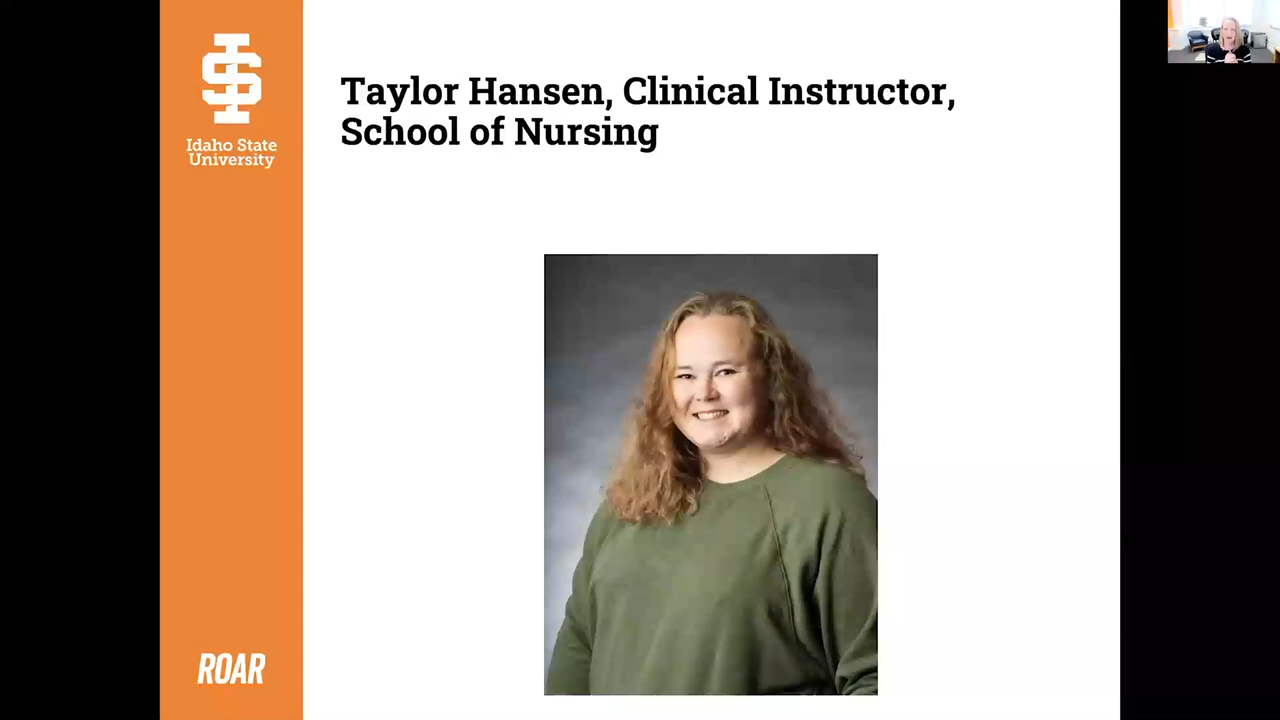 Idaho State
University
Taylor Hansen, Clinical Instructor,
School of Nursing
ROAR